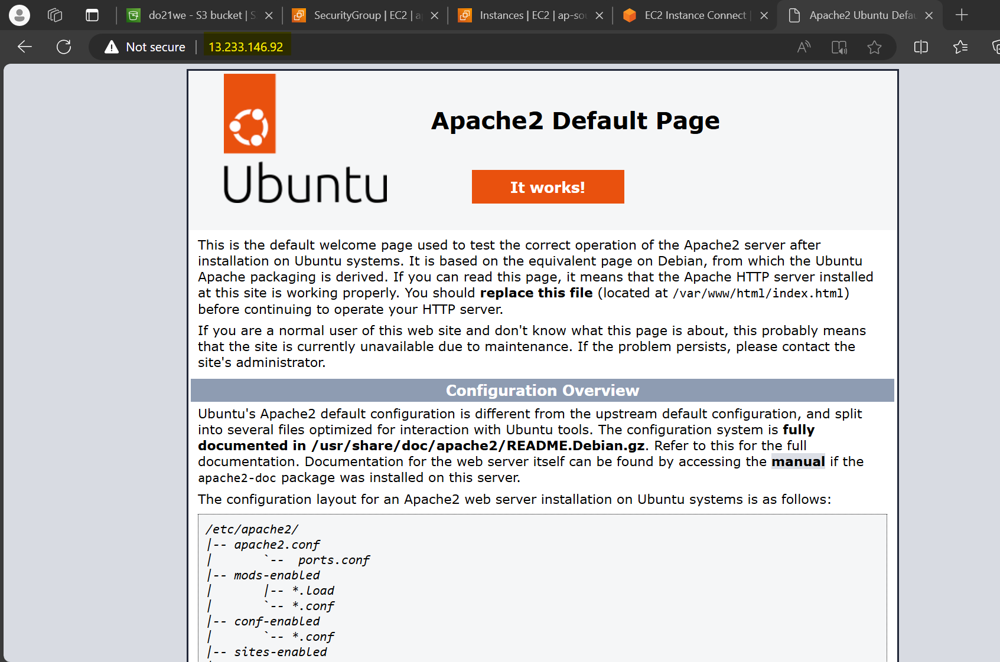 do21we - S3 bucket | S
SecurityGroup | EC2 | a
Instances | EC2 | ap-sou
EC2 Instance Connect |
Apache2 Ubuntu Defau
Not secure | 13.233.146.92
Apache2 Default Page
Ubuntu
It works!
This is the default welcome page used to test the correct operation of the Apache2 server after
installation on Ubuntu systems. It is based on the equivalent page on Debian, from which the Ubuntu
Apache packaging is derived. If you can read this page, it means that the Apache HTTP server installed
at this site is working properly. You should replace this file (located at /var/www/html/index.html)
before continuing to operate your HTTP server.
If you are a normal user of this web site and don't know what this page is about, this probably means
that the site is currently unavailable due to maintenance. If the problem persists, please contact the
site's administrator.
Configuration Overview
Ubuntu's Apache2 default configuration is different from the upstream default configuration, and split
into several files optimized for interaction with Ubuntu tools. The configuration system is fully
documented in /usr/share/doc/apache2/README.Debian.gz. Refer to this for the full
documentation. Documentation for the web server itself can be found by accessing the manual if the
apache2-doc package was installed on this server.
The configuration layout for an Apache2 web server installation on Ubuntu systems is as follows:
/etc/apache2/
|-- apache2.conf
|       `--  ports.conf
|-- mods-enabled
|       |-- *.load
|       `-- *.conf
|-- conf-enabled
|       `-- *.conf
|-- sites-enabled